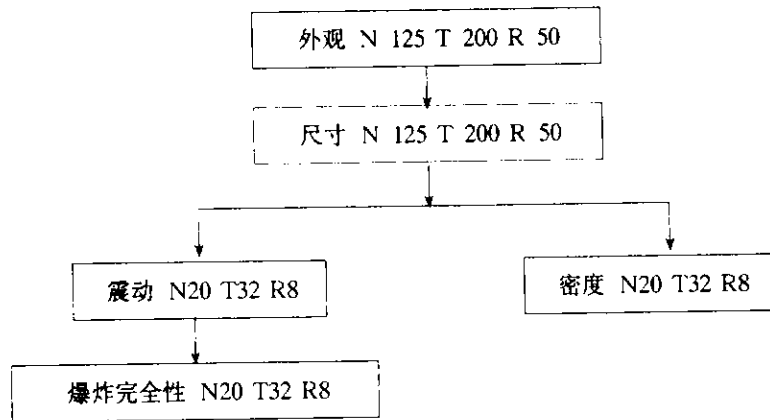 外观 N 125 T 200 R 50
尺寸 N 125 T 200 R 50
震动 N20 T32 R8
密度 N20 T32 R8
爆炸完全性 N20 T32 R8